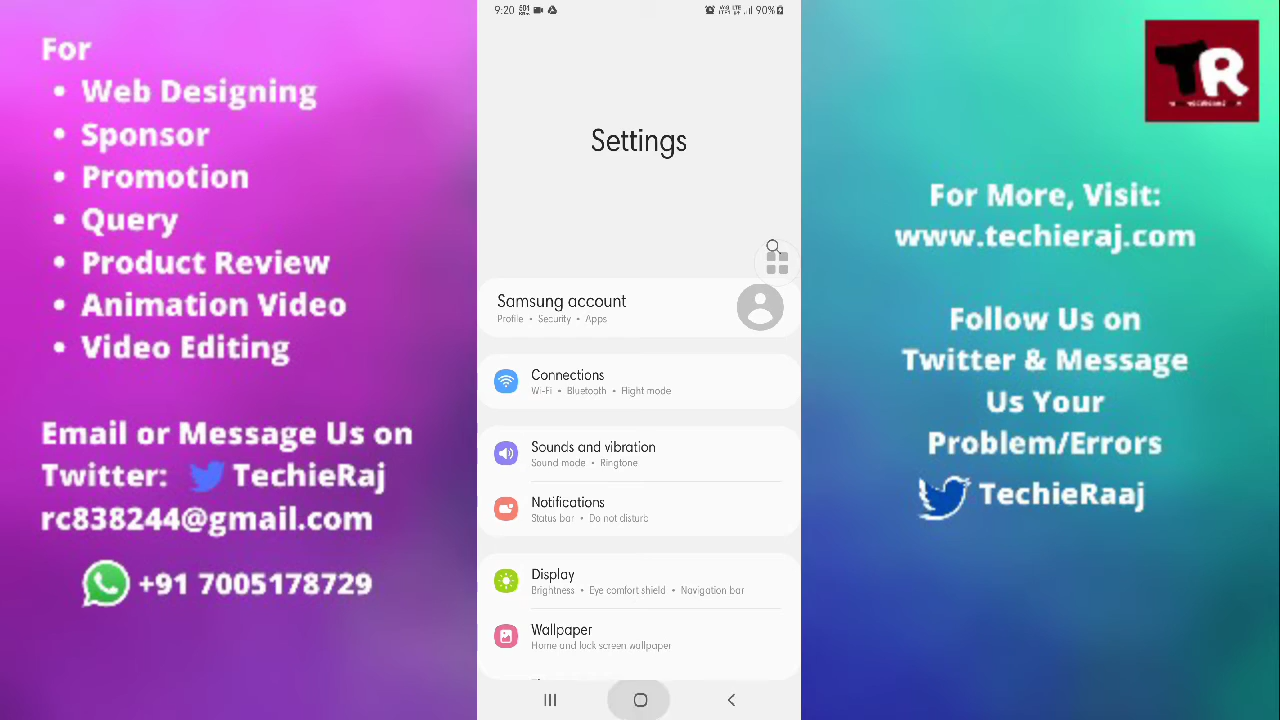 For
• Web Designing
• Sponsor
• Promotion
• Query
• Product Review
• Animation Video
• Video Editing
Email or Message Us on
Twitter: TechieRaj
rc838244@gmail.com
+91 7005178729
9:20
90%
Settings
Samsung account
Profile • Security • Apps
Connections
Wi-Fi • Bluetooth • Flight mode
Sounds and vibration
Sound mode • Ringtone
Notifications
Status bar • Do not disturb
Display
Brightness • Eye comfort shield • Navigation bar
Wallpaper
Home and lock screen wallpaper
TR
For More, Visit:
www.techieraj.com
Follow Us on
Twitter & Message
Us Your
Problem/Errors
TechieRaaj